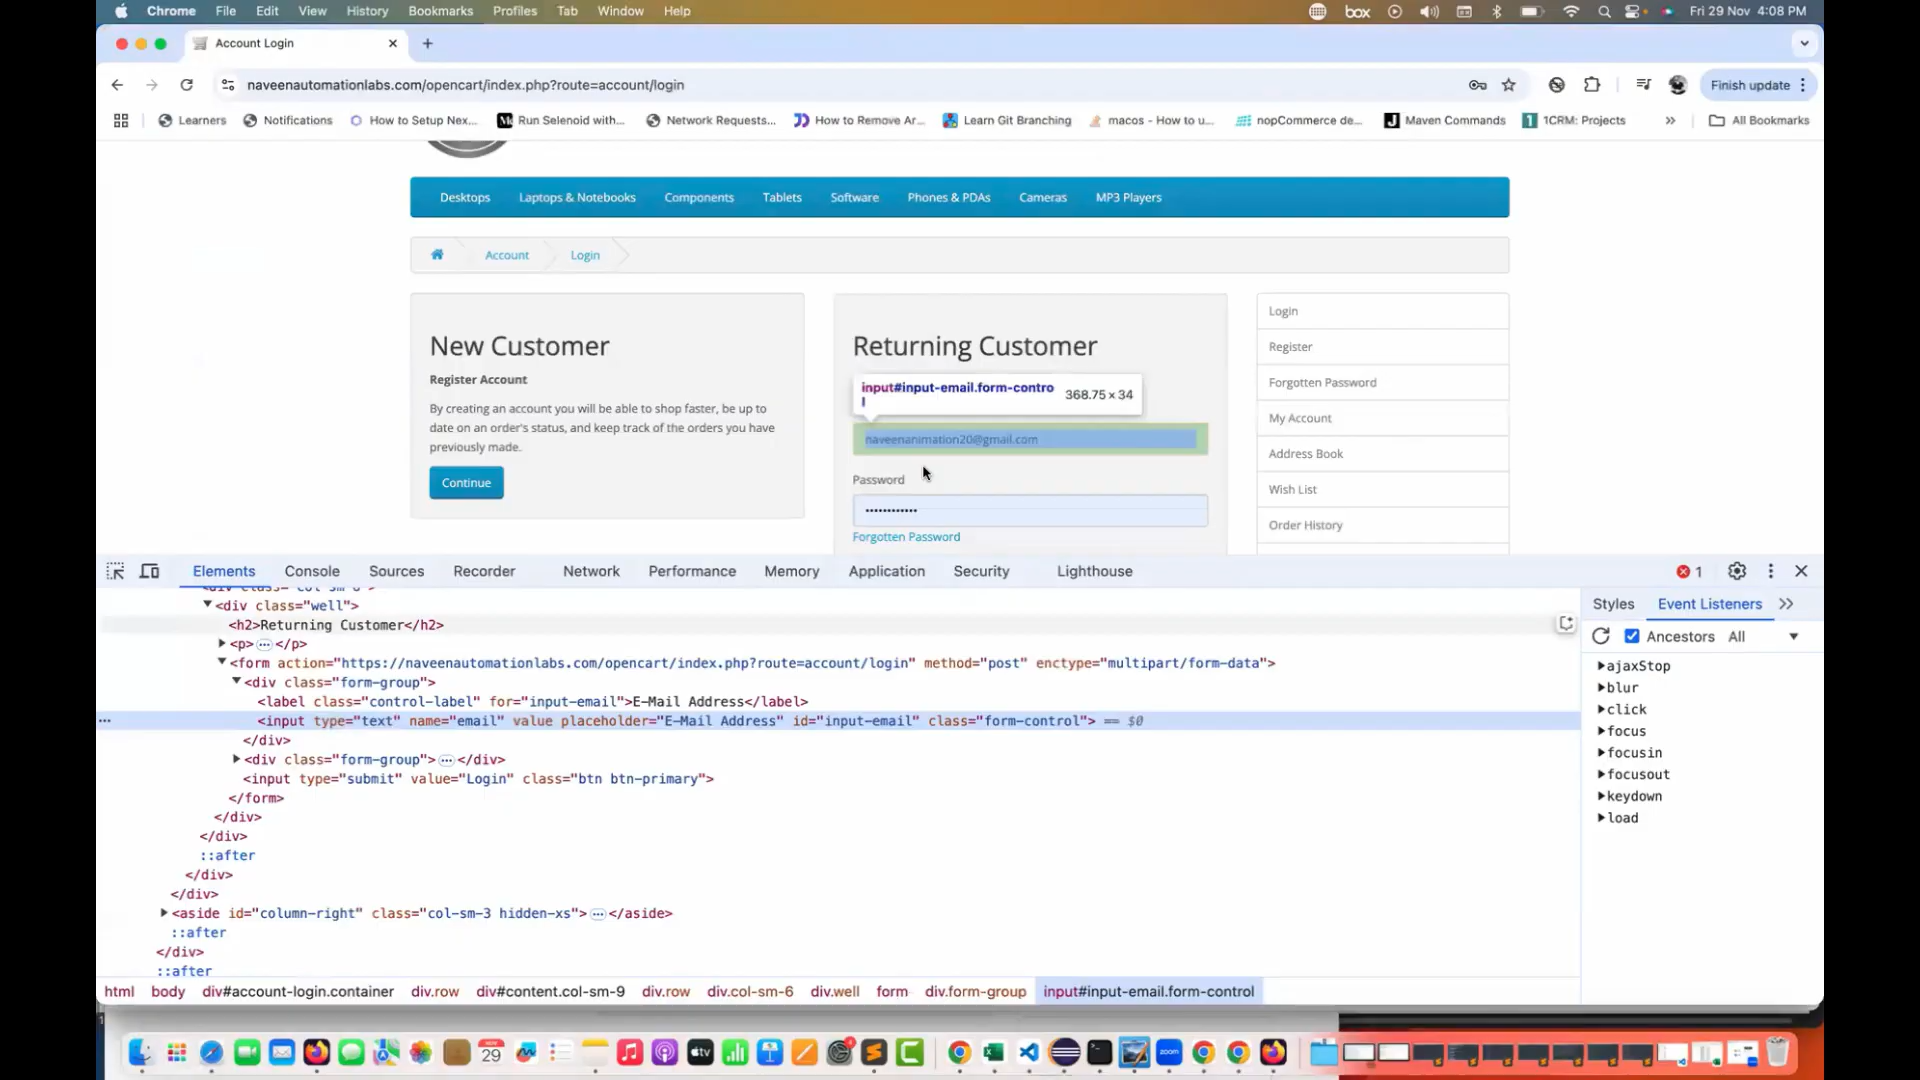 Chrome File Edit View History Bookmarks Profiles Tab Window Help box Fri 29 Nov 4:08 PM
Account Login
naveenautomationlabs.com/opencart/index.php?route=account/login Finish update
Learners Notifications How to Setup Nex... Run Selenoid with... Network Requests... How to Remove Ar... Learn Git Branching macos - How to u... nopCommerce de... Maven Commands 1CRM: Projects » All Bookmarks
Desktops Laptops & Notebooks Components Tablets Software Phones & PDAs Cameras MP3 Players
Account Login
New Customer
Register Account
By creating an account you will be able to shop faster, be up to
date on an order's status, and keep track of the orders you have
previously made.
Continue
Returning Customer
input#input-email.form-contro
l
368.75 × 34
naveenanimation20@gmail.com
Password
••••••••••••
Forgotten Password
Login
Register
Forgotten Password
My Account
Address Book
Wish List
Order History
Elements Console Sources Recorder Network Performance Memory Application Security Lighthouse 1
<div class="well">
<h2>Returning Customer</h2>
<p> … </p>
<form action="https://naveenautomationlabs.com/opencart/index.php?route=account/login" method="post" enctype="multipart/form-data">
<div class="form-group">
<label class="control-label" for="input-email">E-Mail Address</label>
<input type="text" name="email" value placeholder="E-Mail Address" id="input-email" class="form-control"> == $0
</div>
<div class="form-group"> … </div>
<input type="submit" value="Login" class="btn btn-primary">
</form>
</div>
</div>
::after
</div>
</div>
<aside id="column-right" class="col-sm-3 hidden-xs"> … </aside>
::after
</div>
::after
html body div#account-login.container div.row div#content.col-sm-9 div.row div.col-sm-6 div.well form div.form-group input#input-email.form-control
Styles Event Listeners »
Ancestors All
ajaxStop
blur
click
focus
focusin
focusout
keydown
load
29
tv
zoom